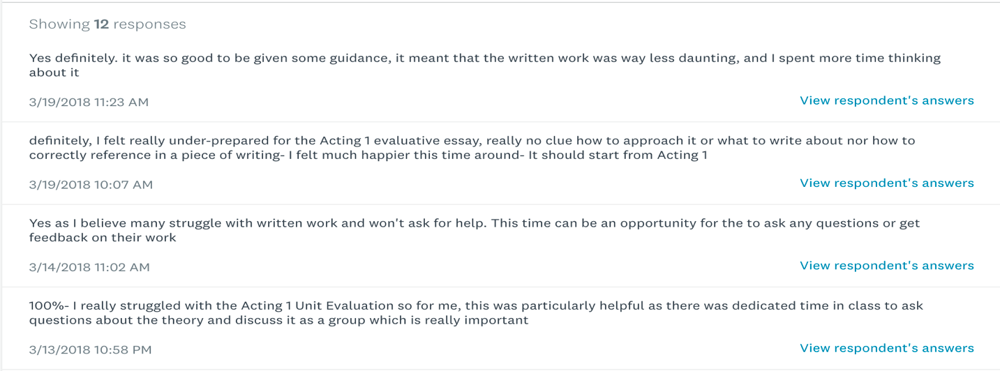 Showing 12 responses
Yes definitely. it was so good to be given some guidance, it meant that the written work was way less daunting, and I spent more time thinking
about it
3/19/2018 11:23 AM
View respondent's answers
definitely, I felt really under-prepared for the Acting 1 evaluative essay, really no clue how to approach it or what to write about nor how to
correctly reference in a piece of writing- I felt much happier this time around- It should start from Acting 1
3/19/2018 10:07 AM
View respondent's answers
Yes as I believe many struggle with written work and won't ask for help. This time can be an opportunity for the to ask any questions or get
feedback on their work
3/14/2018 11:02 AM
View respondent's answers
100%- I really struggled with the Acting 1 Unit Evaluation so for me, this was particularly helpful as there was dedicated time in class to ask
questions about the theory and discuss it as a group which is really important
3/13/2018 10:58 PM
View respondent's answers